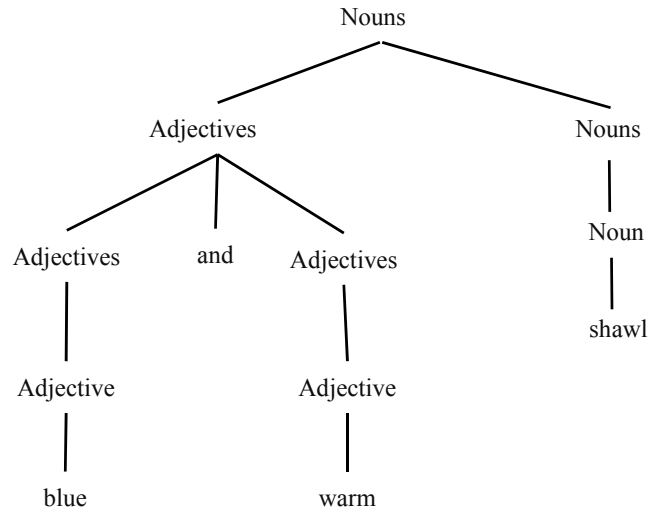 Nouns
Adjectives Nouns
Adjectives and Adjectives Noun
shawl
Adjective Adjective
blue warm